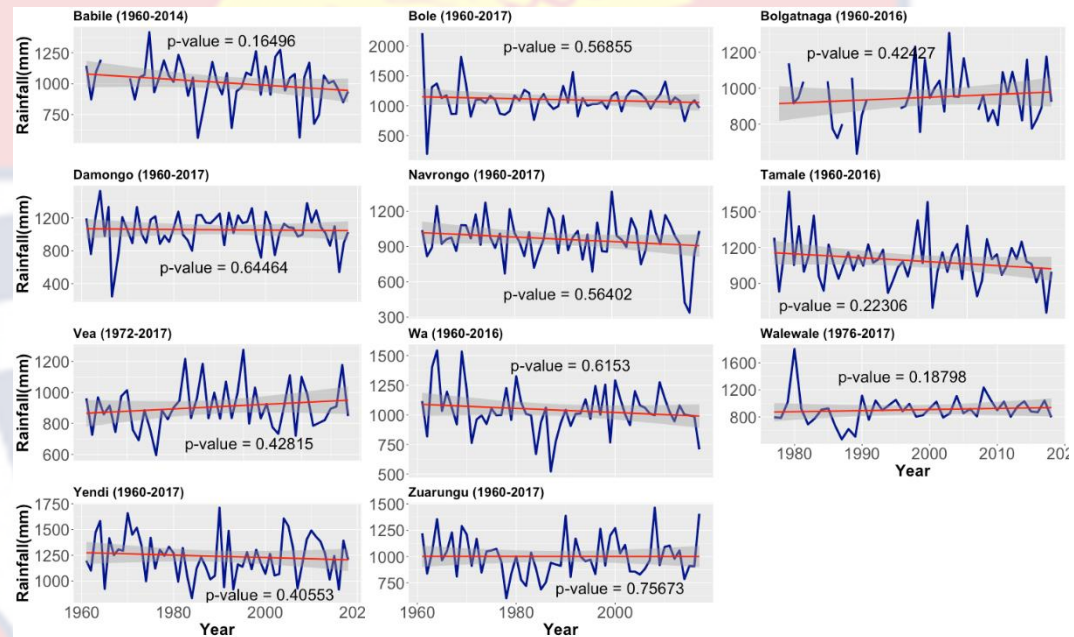 Babile (1960-2014)
Bole (1960-2017)
Bolgatnaga (1960-2016)
Rainfall(mm)
1250
1000
750
p-value = 0.16496
2000
1500
1000
500
p-value = 0.56855
1200
1000
800
p-value = 0.42427
Damongo (1960-2017)
Navrongo (1960-2017)
Tamale (1960-2016)
1200
800
400
p-value = 0.64464
1200
900
600
300
p-value = 0.56402
1500
1200
900
p-value = 0.22306
Vea (1972-2017)
Wa (1960-2016)
Walewale (1976-2017)
Rainfall(mm)
1200
1000
800
600
p-value = 0.42815
1500
1250
1000
750
500
p-value = 0.6153
1600
1200
800
p-value = 0.18798
1980 1990 2000 2010 202
Year
Yendi (1960-2017)
Zuarungu (1960-2017)
Rainfall(mm)
1750
1500
1250
1000
p-value = 0.40553
1960 1980 2000 202
Year
1500
1250
1000
750
p-value = 0.75673
1960 1980 2000
Year